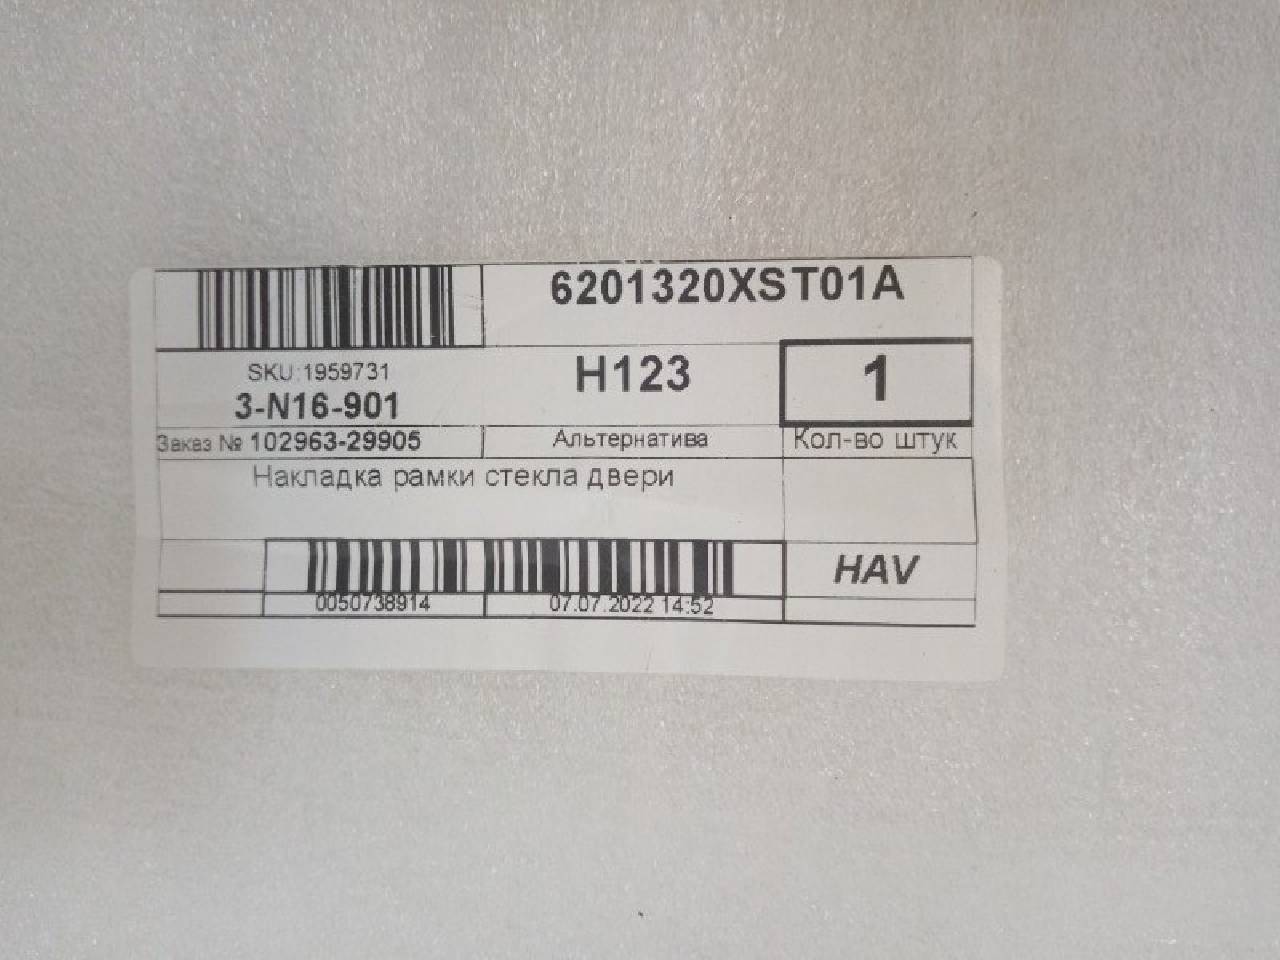 6201320XST01A
SKU:1959731
H123
1
3-N16-901
Заказ № 102963-29905
Альтернатива
Кол-во штук
Накладка рамки стекла двери
HAV
0050738914
07.07.2022 14:52